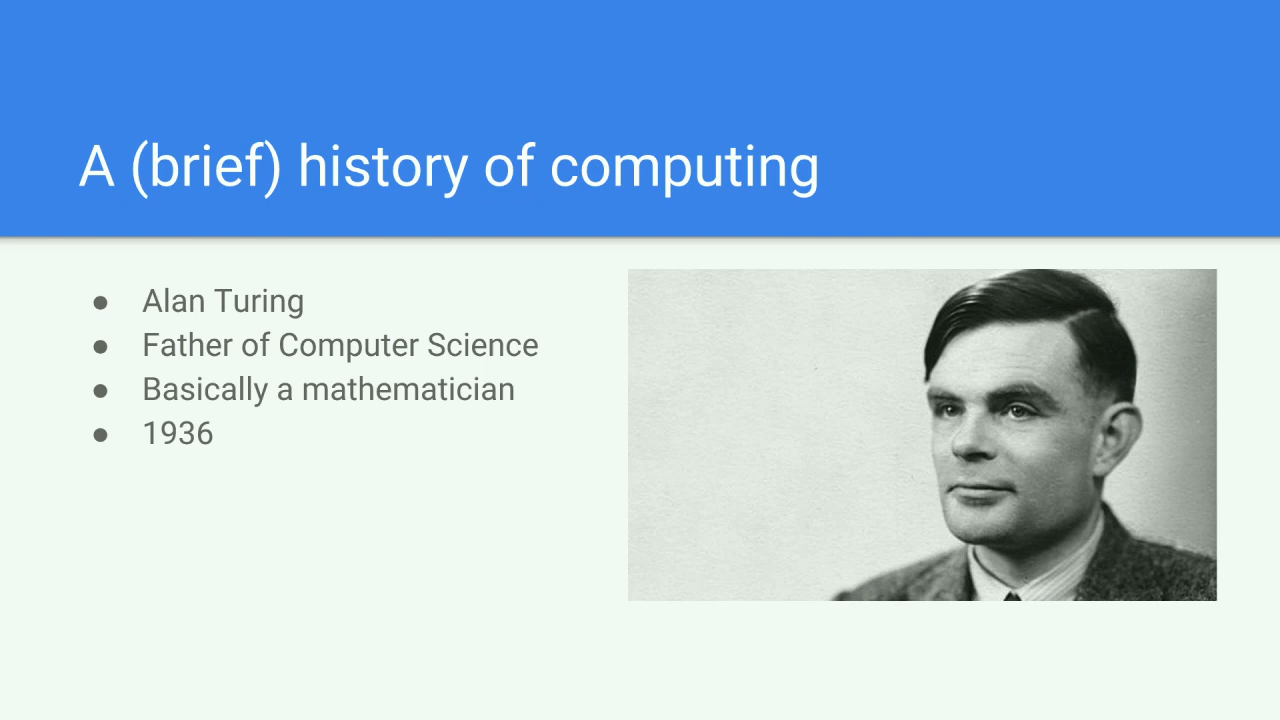 A (brief) history of computing
● Alan Turing
● Father of Computer Science
● Basically a mathematician
● 1936